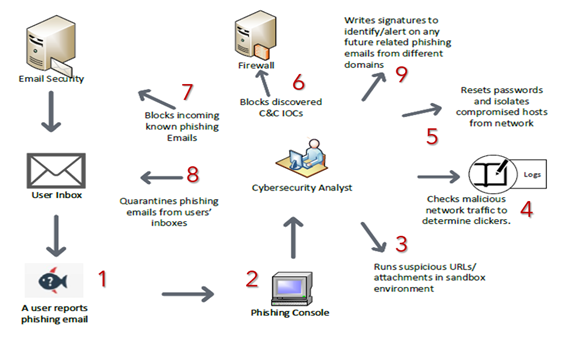 Writes signatures to
identify/alert on any
future related phishing
emails from different
domains
9
Email Security
Firewall
6
Blocks discovered
C&C IOCs
7
Blocks incoming
known phishing
Emails
Resets passwords
and isolates
compromised hosts
from network
5
User Inbox
8
Quarantines phishing
emails from users'
inboxes
Cybersecurity Analyst
Logs
Checks malicious
network traffic to
determine clickers.
4
3
Runs suspicious URLs/
attachments in sandbox
environment
?
1
A user reports
phishing email
2
Phishing Console